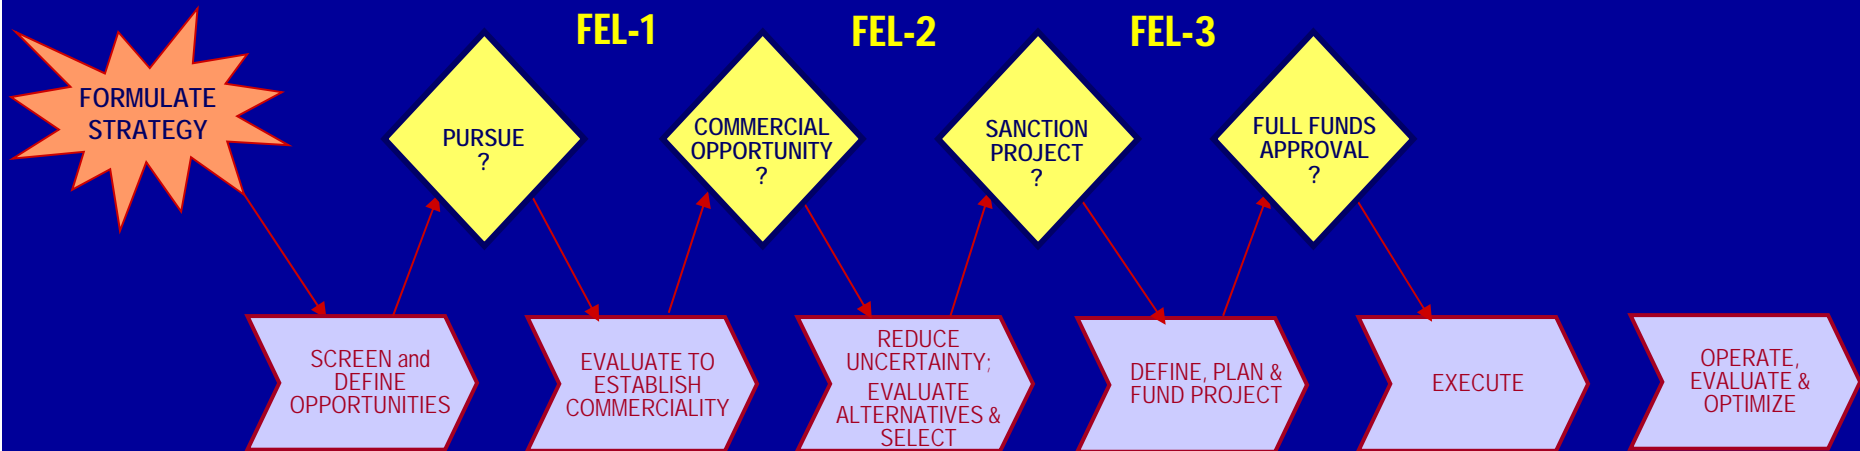 FEL-1
FEL-2
FEL-3
FORMULATE
STRATEGY
PURSUE
?
COMMERCIAL
OPPORTUNITY
?
SANCTION
PROJECT
?
FULL FUNDS
APPROVAL
?
SCREEN and
DEFINE
OPPORTUNITIES
EVALUATE TO
ESTABLISH
COMMERCIALITY
REDUCE
UNCERTAINTY;
EVALUATE
ALTERNATIVES &
SELECT
DEFINE, PLAN &
FUND PROJECT
EXECUTE
OPERATE,
EVALUATE &
OPTIMIZE